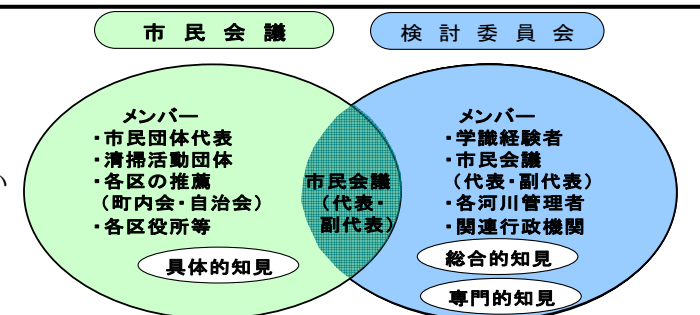 市民会議
検討委員会
メンバー
・市民団体代表
・清掃活動団体
・各区の推薦
(町内会・自治会)
・各区役所等
具体的知見
い
市民会議
(代表・
副代表)
メンバー
・学識経験者
・市民会議
(代表・副代表)
・各河川管理者
・関連行政機関
総合的知見
専門的知見